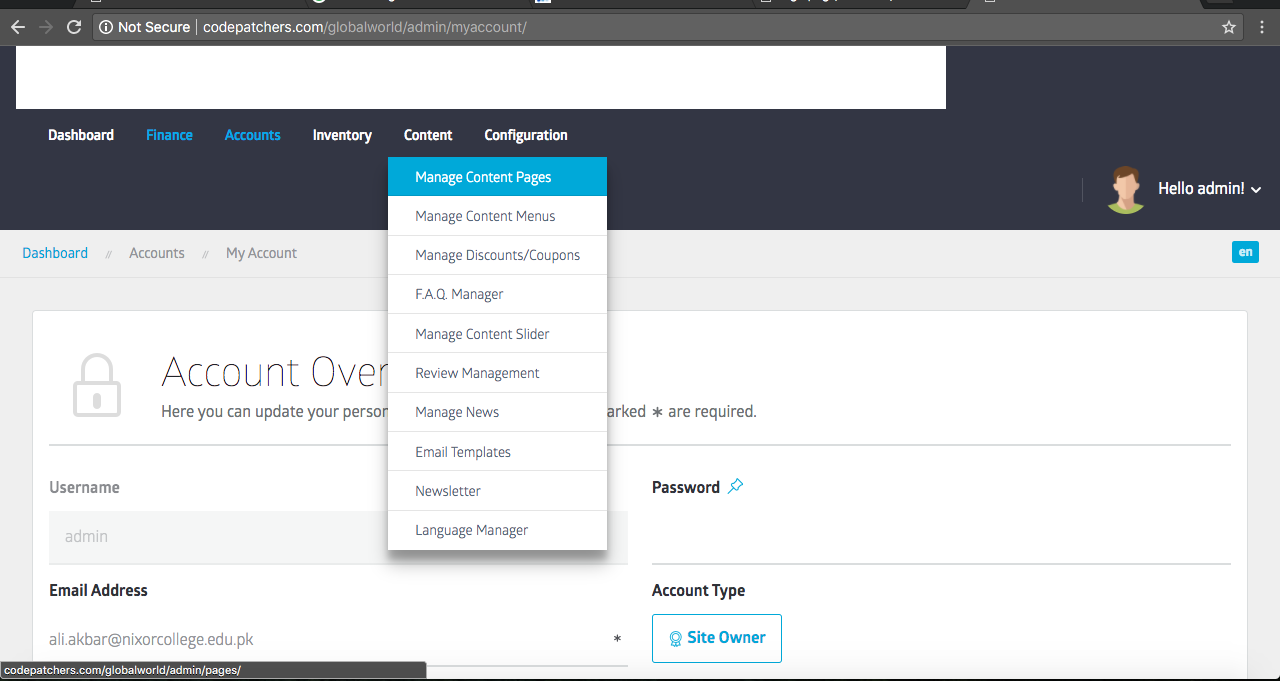 Not Secure | codepatchers.com/globalworld/admin/myaccount/
Dashboard Finance Accounts Inventory Content Configuration
Manage Content Pages
Manage Content Menus
Manage Discounts/Coupons
F.A.Q. Manager
Manage Content Slider
Review Management
Manage News
Email Templates
Newsletter
Language Manager
Hello admin!
Dashboard // Accounts // My Account
en
Account Over
Here you can update your person arked * are required.
Username
admin
Password
Email Address
ali.akbar@nixorcollege.edu.pk *
Account Type
Site Owner
codepatchers.com/globalworld/admin/pages/